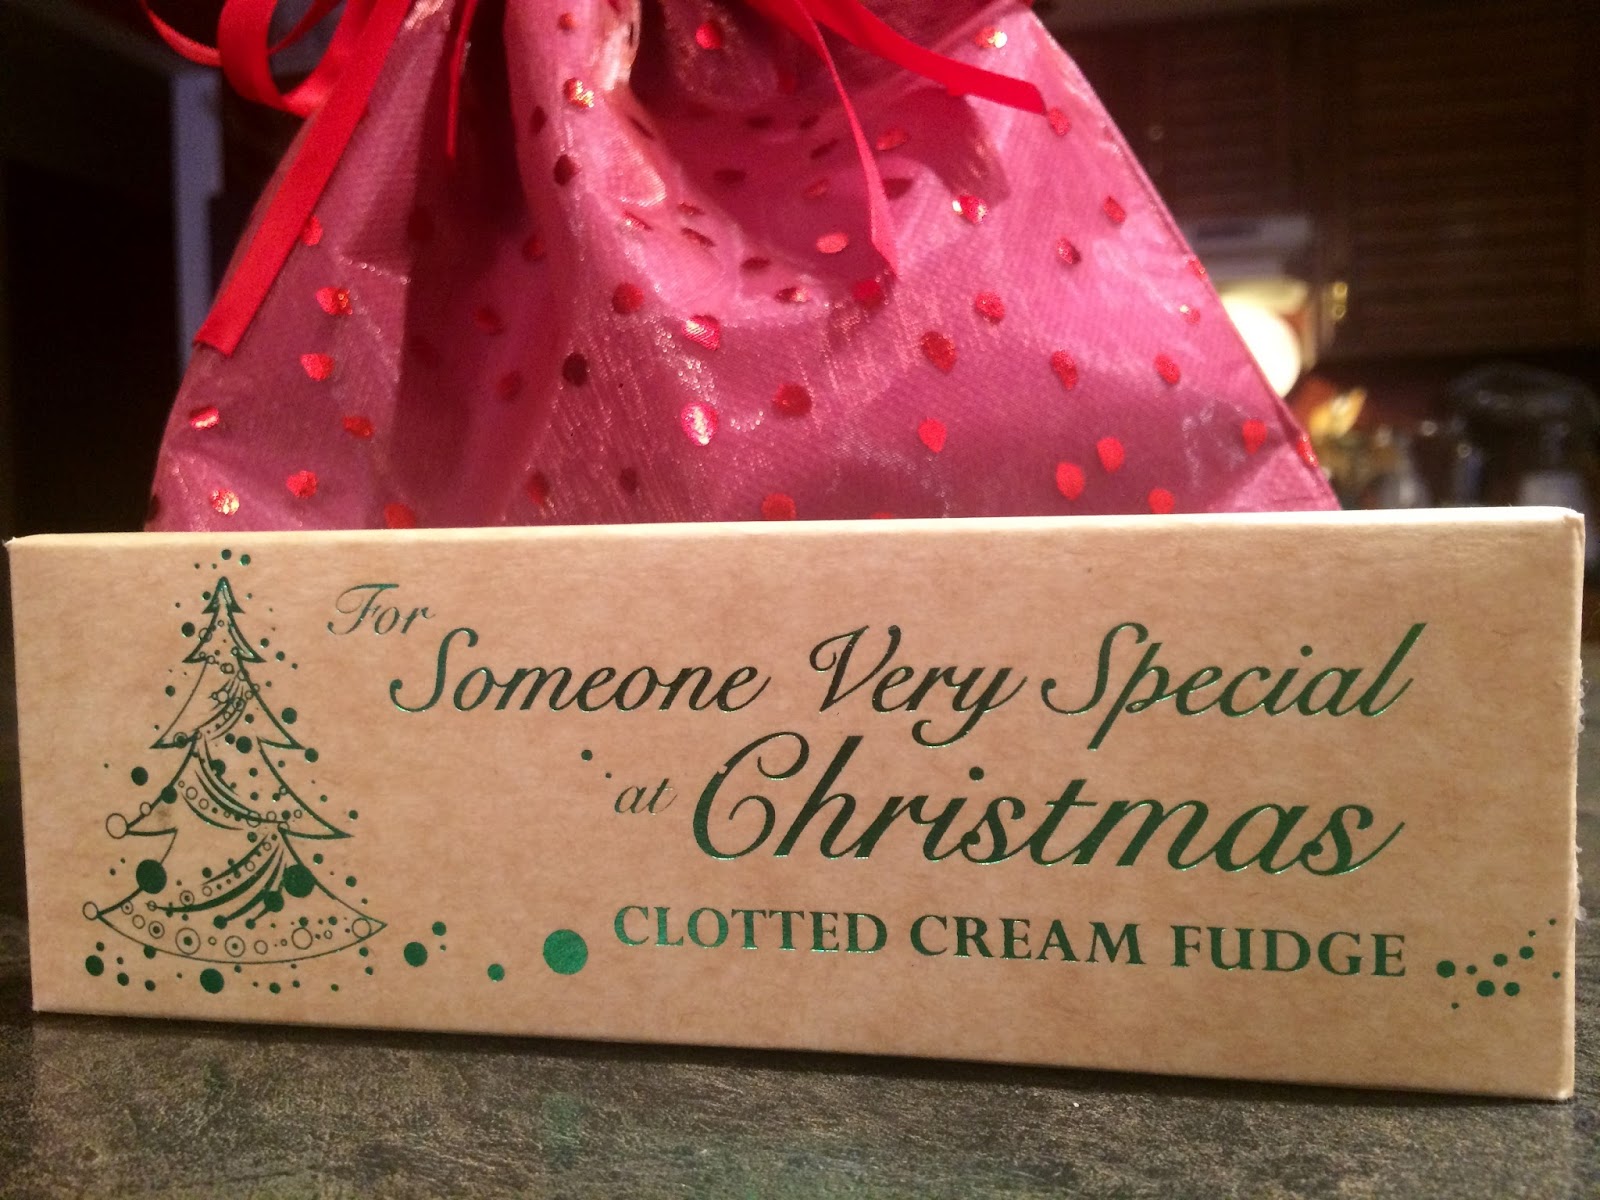 For
Someone Very Special
at Christmas
CLOTTED CREAM FUDGE